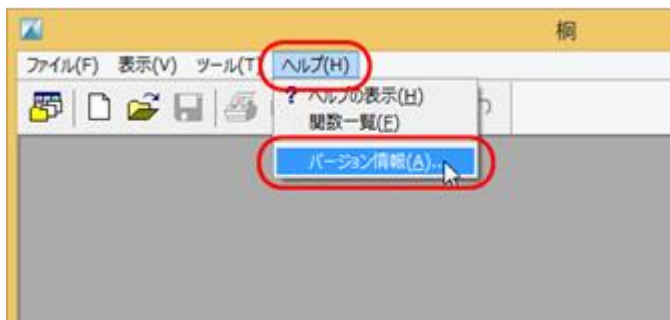 桐
ファイル(F) 表示(V) ツール(T) ヘルプ(H)
? ヘルプの表示(H)
関数一覧(F)
バージョン情報(A)...